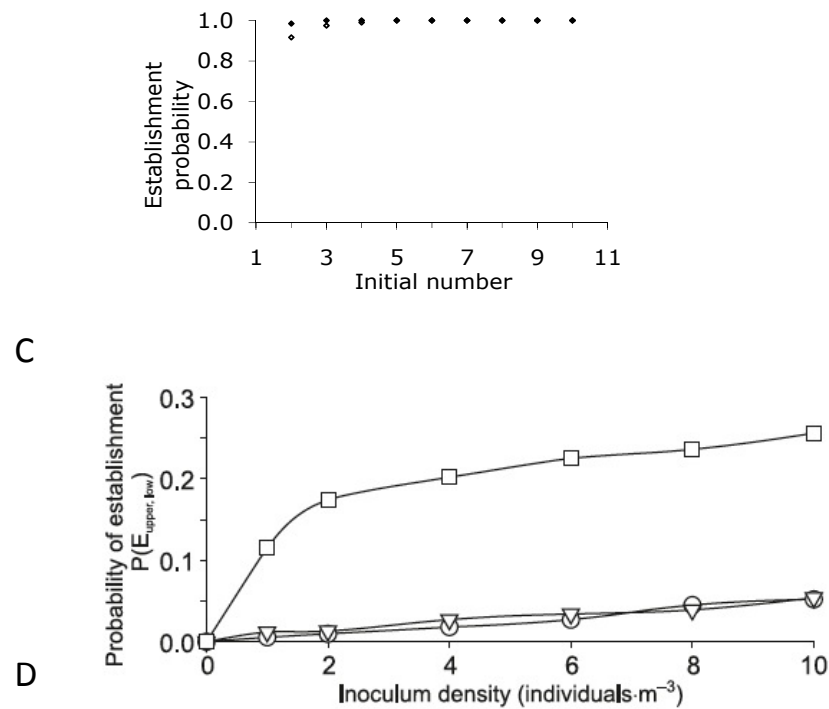 1.0
0.8
0.6
0.4
0.2
0.0
Establishment
probability
1 3 5 7 9 11
Initial number
C
0.3
0.2
0.1
0.0
Probability of establishment
P(E upper, low)
0 2 4 6 8 10
Inoculum density (individuals·m⁻³)
D